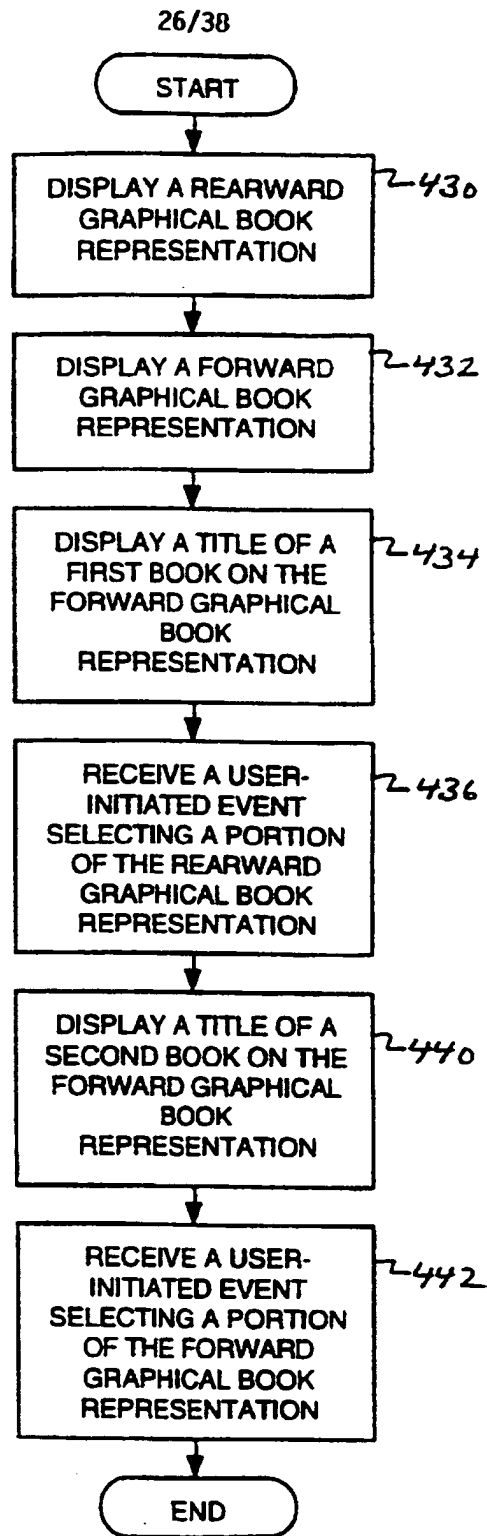 26/38
START
DISPLAY A REARWARD
GRAPHICAL BOOK
REPRESENTATION
430
DISPLAY A FORWARD
GRAPHICAL BOOK
REPRESENTATION
432
DISPLAY A TITLE OF A
FIRST BOOK ON THE
FORWARD GRAPHICAL
BOOK
REPRESENTATION
434
RECEIVE A USER-
INITIATED EVENT
SELECTING A PORTION
OF THE REARWARD
GRAPHICAL BOOK
REPRESENTATION
436
DISPLAY A TITLE OF A
SECOND BOOK ON THE
FORWARD GRAPHICAL
BOOK
REPRESENTATION
440
RECEIVE A USER-
INITIATED EVENT
SELECTING A PORTION
OF THE FORWARD
GRAPHICAL BOOK
REPRESENTATION
442
END